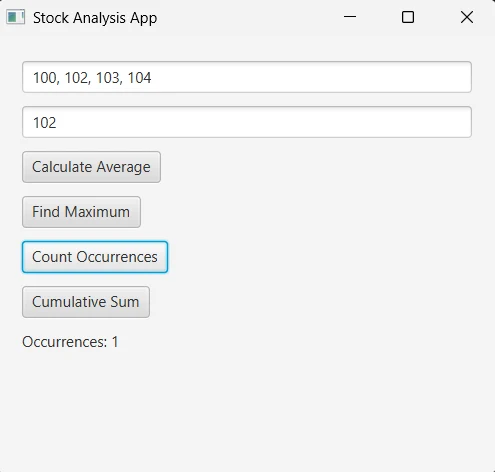 Stock Analysis App
100, 102, 103, 104
102
Calculate Average
Find Maximum
Count Occurrences
Cumulative Sum
Occurrences: 1